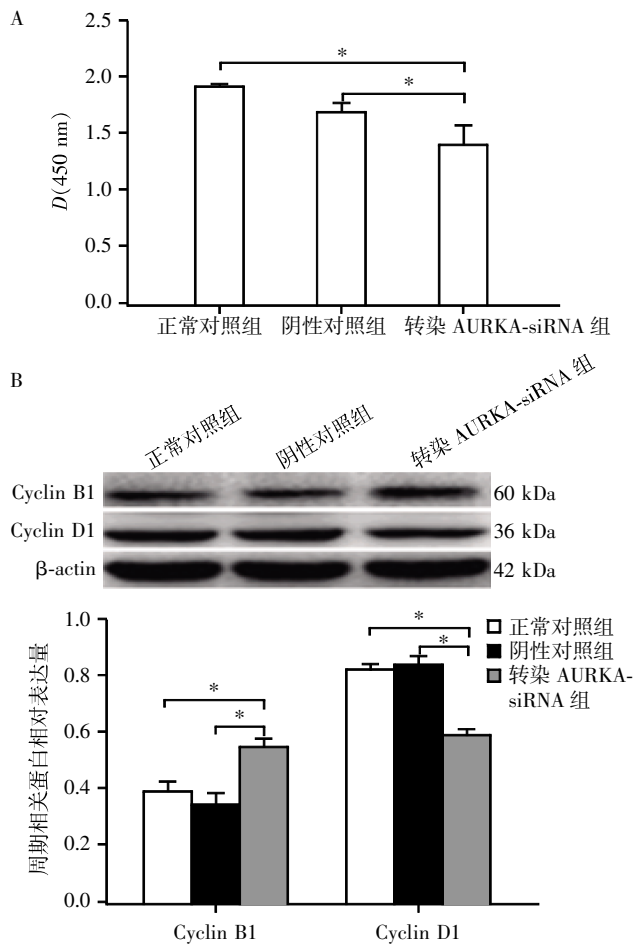 A
2.5
2.0
1.5
1.0
0.5
0.0
D(450 nm)
*
*
正常对照组
阴性对照组
转染 AURKA-siRNA 组
B
正常对照组
阴性对照组
转染 AURKA-siRNA 组
Cyclin B1
60 kDa
Cyclin D1
36 kDa
β-actin
42 kDa
周期相关蛋白相对表达量
1.0
0.8
0.6
0.4
0.2
0.0
*
*
*
*
正常对照组
阴性对照组
转染 AURKA-
siRNA 组
Cyclin B1
Cyclin D1